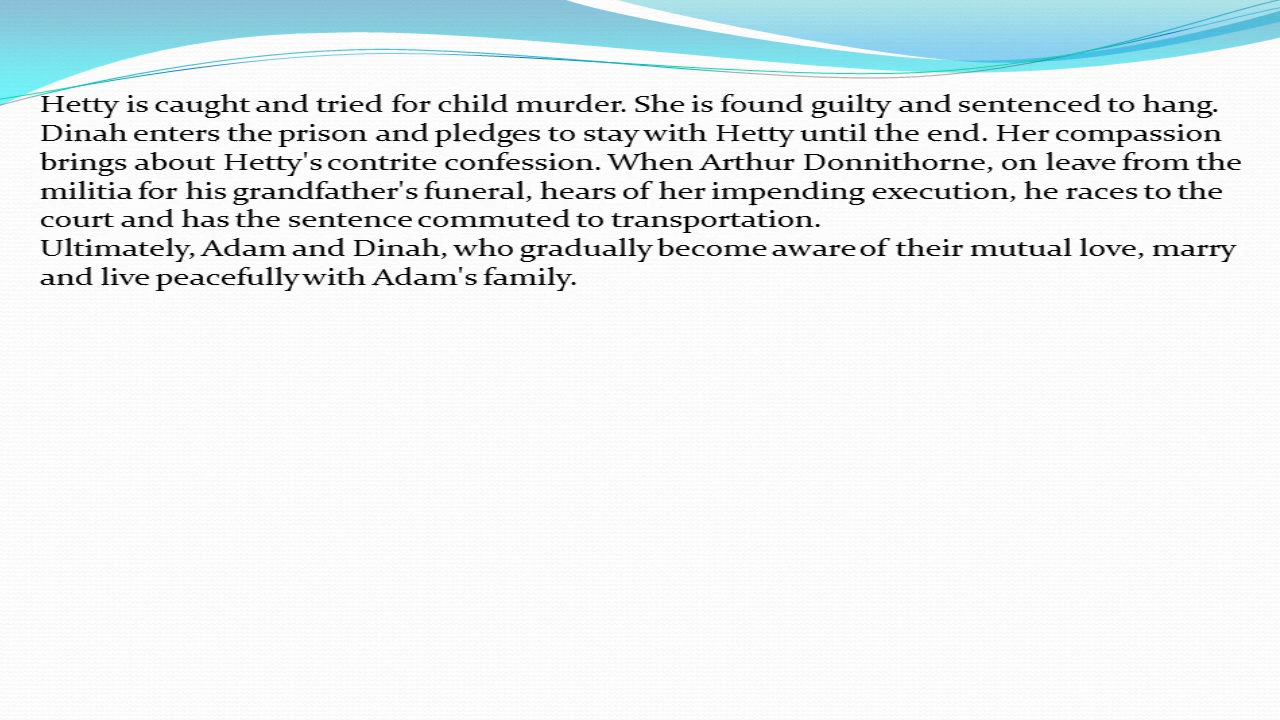 Hetty is caught and tried for child murder. She is found guilty and sentenced to hang.
Dinah enters the prison and pledges to stay with Hetty until the end. Her compassion
brings about Hetty's contrite confession. When Arthur Donnithorne, on leave from the
militia for his grandfather's funeral, hears of her impending execution, he races to the
court and has the sentence commuted to transportation.
Ultimately, Adam and Dinah, who gradually become aware of their mutual love, marry
and live peacefully with Adam's family.